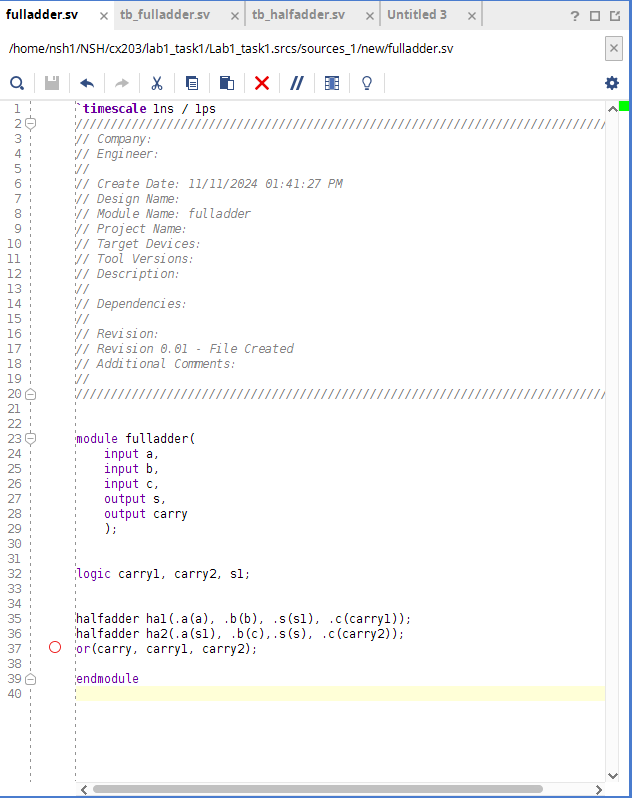 fulladder.sv × tb_fulladder.sv × tb_halfadder.sv × Untitled 3 × ?
/home/nsh1/NSH/cx203/lab1_task1/Lab1_task1.srcs/sources_1/new/fulladder.sv
1 `timescale 1ns / 1ps
2 //////////////////////////////////////////////////////////////////////////////
3 // Company:
4 // Engineer:
5 //
6 // Create Date: 11/11/2024 01:41:27 PM
7 // Design Name:
8 // Module Name: fulladder
9 // Project Name:
10 // Target Devices:
11 // Tool Versions:
12 // Description:
13 //
14 // Dependencies:
15 //
16 // Revision:
17 // Revision 0.01 - File Created
18 // Additional Comments:
19 //
20 //////////////////////////////////////////////////////////////////////////////
21
22
23 module fulladder(
24 input a,
25 input b,
26 input c,
27 output s,
28 output carry
29 );
30
31
32 logic carry1, carry2, s1;
33
34
35 halfadder ha1(.a(a), .b(b), .s(s1), .c(carry1));
36 halfadder ha2(.a(s1), .b(c),.s(s), .c(carry2));
37 or(carry, carry1, carry2);
38
39 endmodule
40